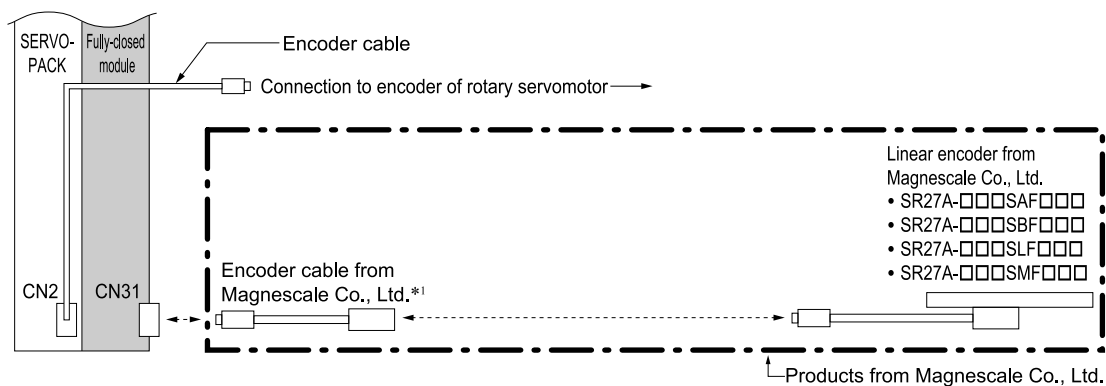 SERVO-
PACK
Fully-closed
module
Encoder cable
Connection to encoder of rotary servomotor
Linear encoder from
Magnescale Co., Ltd.
• SR27A-□□□SAF□□□
• SR27A-□□□SBF□□□
• SR27A-□□□SLF□□□
• SR27A-□□□SMF□□□
CN2
CN31
Encoder cable from
Magnescale Co., Ltd.*1
Products from Magnescale Co., Ltd.